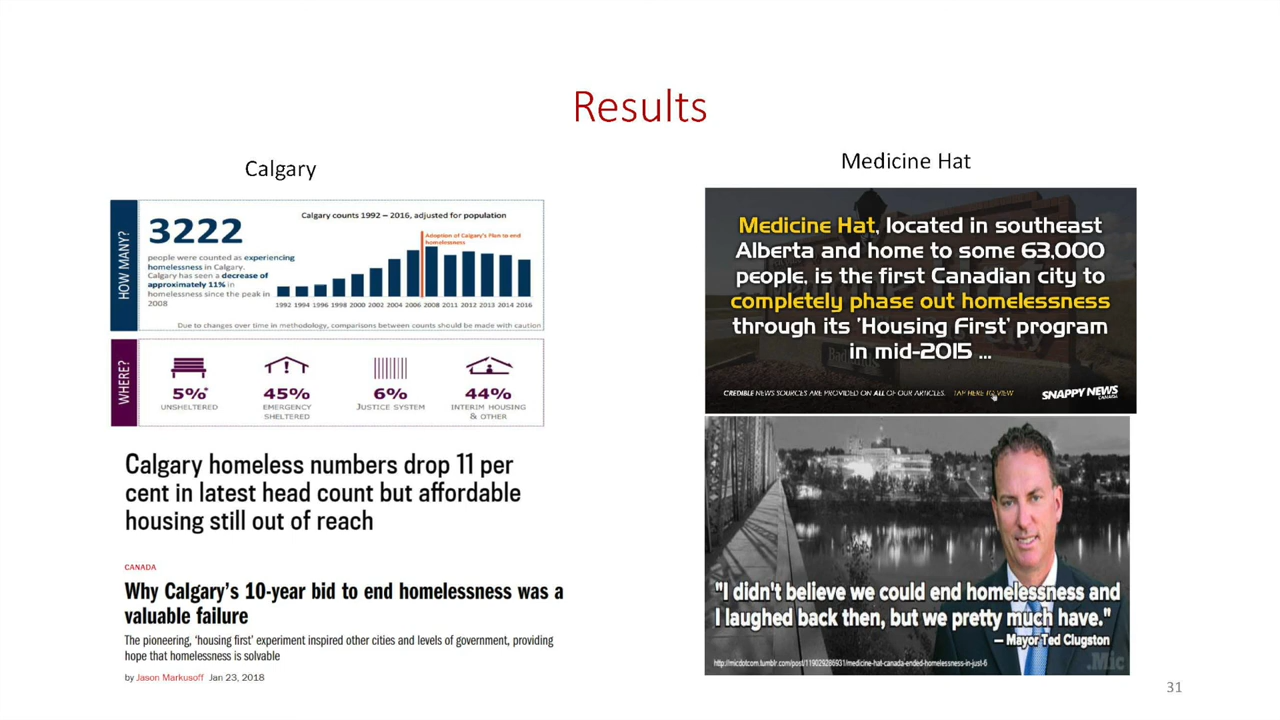 Results
Calgary
HOW MANY?
3222
people were counted as experiencing
homelessness in Calgary.
Calgary has seen a decrease of
approximately 11% in
homelessness since the peak in
2008
Calgary counts 1992 – 2016, adjusted for population
Adoption of Calgary's Plan to end
homelessness
1992 1994 1996 1998 2000 2002 2004 2006 2008 2011 2012 2013 2014 2016
Due to changes over time in methodology, comparisons between counts should be made with caution
WHERE?
5%*
UNSHELTERED
45%
EMERGENCY
SHELTERED
6%
JUSTICE SYSTEM
44%
INTERIM HOUSING
& OTHER
Calgary homeless numbers drop 11 per
cent in latest head count but affordable
housing still out of reach
CANADA
Why Calgary's 10-year bid to end homelessness was a
valuable failure
The pioneering, 'housing first' experiment inspired other cities and levels of government, providing
hope that homelessness is solvable
by Jason Markusoff Jan 23, 2018
Medicine Hat
Medicine Hat, located in southeast
Alberta and home to some 63,000
people, is the first Canadian city to
completely phase out homelessness
through its 'Housing First' program
in mid-2015 ...
CREDIBLE NEWS SOURCES ARE PROVIDED ON ALL OF OUR ARTICLES. TAP HERE TO VIEW
SNAPPY NEWS
CANADA
"I didn't believe we could end homelessness and
I laughed back then, but we pretty much have."
– Mayor Ted Clugston
http://micdotcom.tumblr.com/post/119029286931/medicine-hat-canada-ended-homelessness-in-just-6
.Mic
31